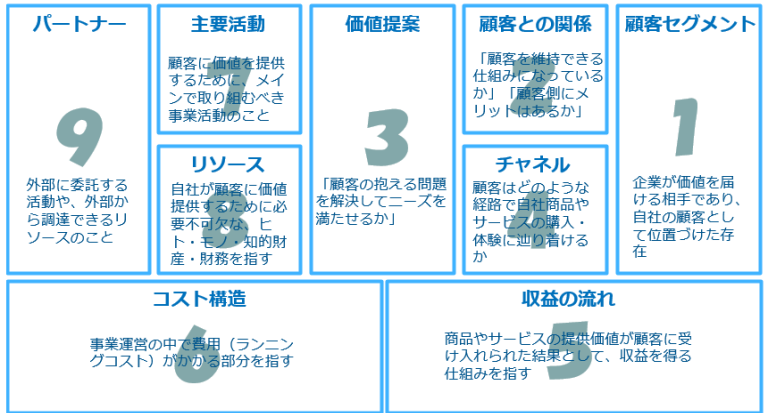 パートナー
9
外部に委託する
活動や、外部か
ら調達できるリ
ソースのこと
主要活動
7
顧客に価値を提供
するために、メイ
ンで取り組むべき
事業活動のこと
リソース
8
自社が顧客に価値
提供するために必
要不可欠な、ヒ
ト・モノ・知的財
産・財務を指す
価値提案
3
「顧客の抱える問題
を解決してニーズを
満たせるか」
顧客との関係
2
「顧客を維持できる
仕組みになっている
か」「顧客側にメ
リットはあるか」
チャネル
4
顧客はどのような
経路で自社商品や
サービスの購入・
体験に辿り着ける
か
顧客セグメント
1
企業が価値を届
ける相手であり、
自社の顧客とし
て位置づけた存
在
コスト構造
6
事業運営の中で費用（ランニン
グコスト）がかかる部分を指す
収益の流れ
5
商品やサービスの提供価値が顧客に受
け入れられた結果として、収益を得る
仕組みを指す